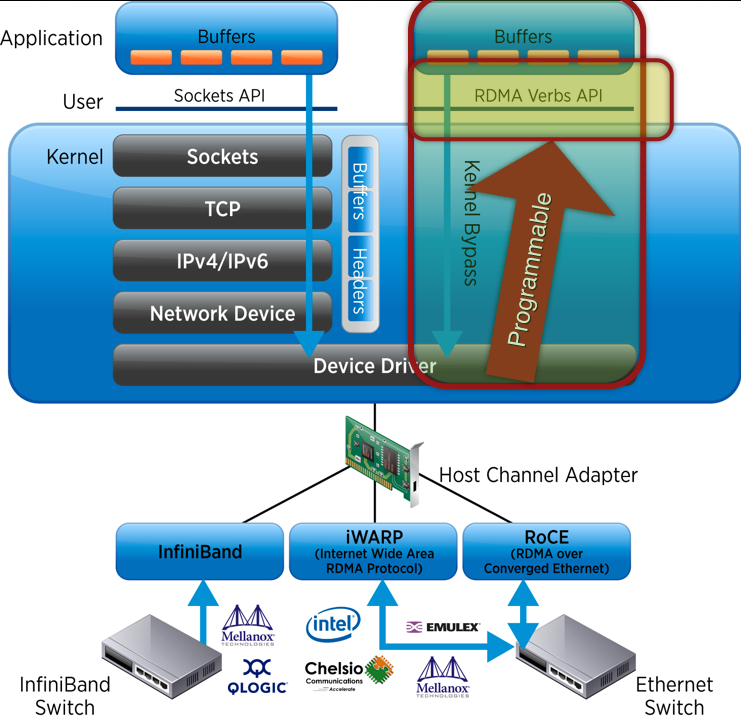 Application
Buffers
Buffers
User
Sockets API
RDMA Verbs API
Kernel
Sockets
TCP
IPv4/IPv6
Network Device
Buffers
Headers
Kernel Bypass
Programmable
Device Driver
Host Channel Adapter
InfiniBand
iWARP
(Internet Wide Area
RDMA Protocol)
RoCE
(RDMA over
Converged Ethernet)
Mellanox
TECHNOLOGIES
QLOGIC
intel
EMULEX
Chelsio
Communications
Accelerate
Mellanox
TECHNOLOGIES
InfiniBand
Switch
Ethernet
Switch